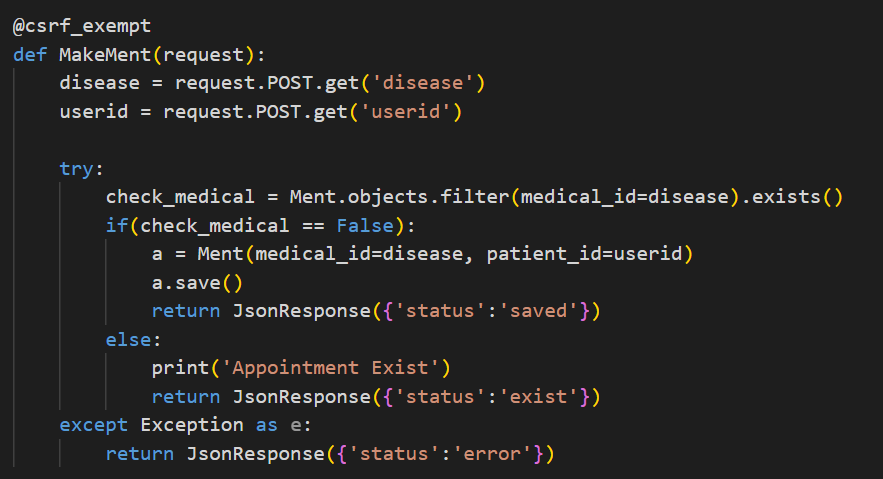 @csrf_exempt
def MakeMent(request):
    disease = request.POST.get('disease')
    userid = request.POST.get('userid')

    try:
        check_medical = Ment.objects.filter(medical_id=disease).exists()
        if(check_medical == False):
            a = Ment(medical_id=disease, patient_id=userid)
            a.save()
            return JsonResponse({'status':'saved'})
        else:
            print('Appointment Exist')
            return JsonResponse({'status':'exist'})
    except Exception as e:
        return JsonResponse({'status':'error'})